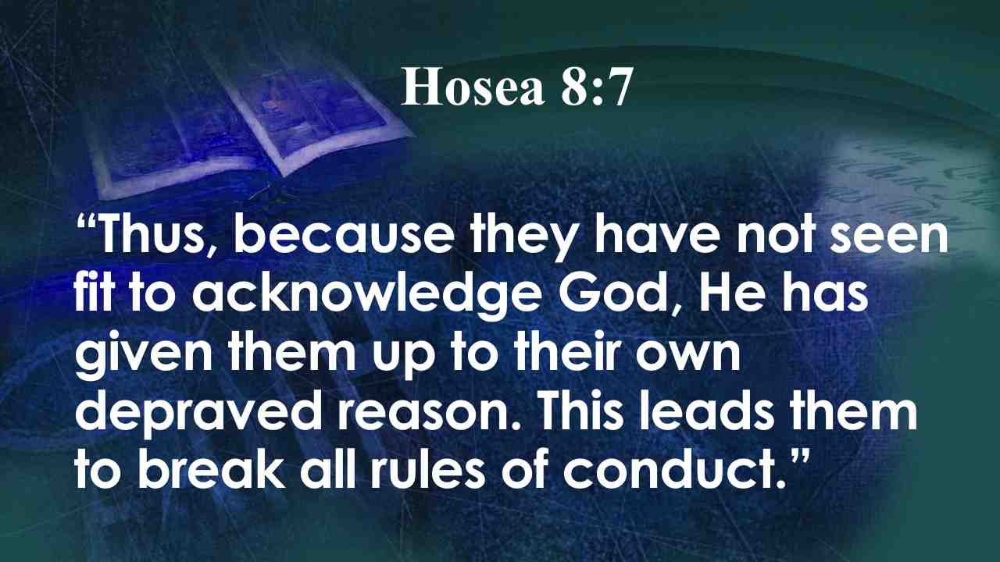 Hosea 8:7
“Thus, because they have not seen
fit to acknowledge God, He has
given them up to their own
depraved reason. This leads them
to break all rules of conduct.”